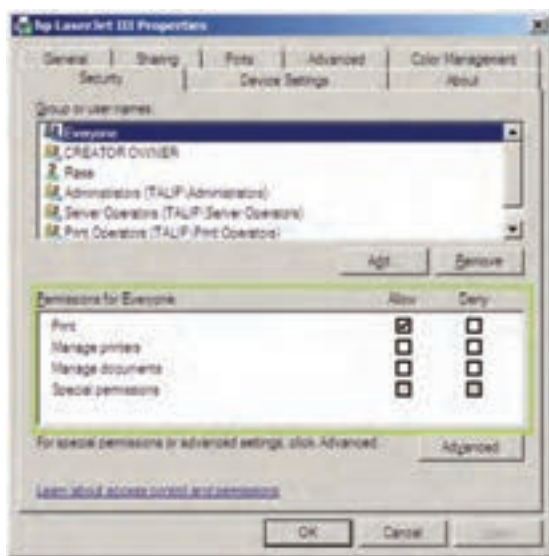 hp LaserJet III Properties
General Sharing Ports Advanced Color Management
Security Device Settings About
Group or user names:
Everyone
CREATOR OWNER
Administrators (TALIP\Administrators)
Server Operators (TALIP\Server Operators)
Print Operators (TALIP\Print Operators)
Add... Remove
Permissions for Everyone Allow Deny
Print
Manage printers
Manage documents
Special permissions
For special permissions or advanced settings, click Advanced.
Advanced
Learn about access control and permissions
OK Cancel